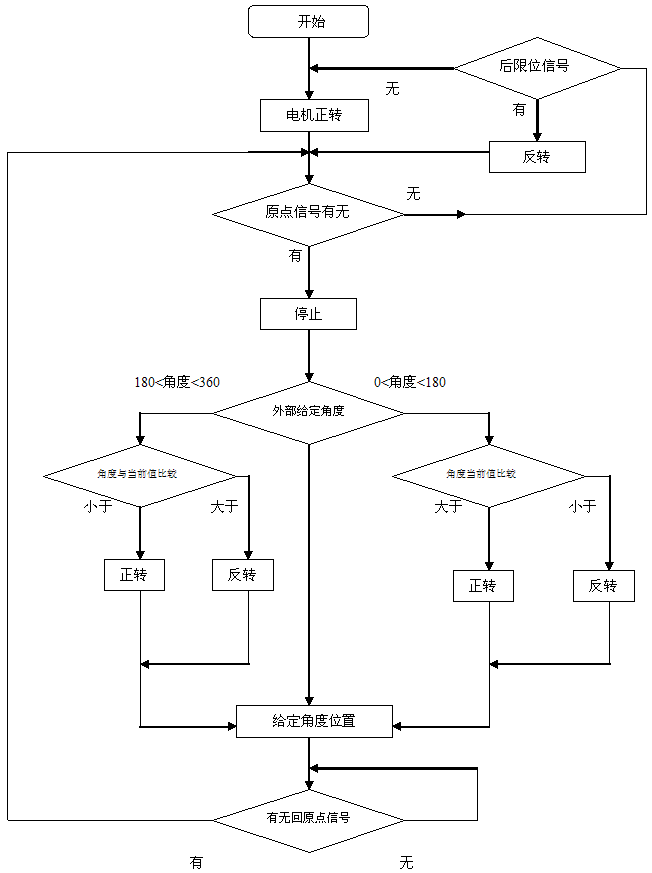 开始
后限位信号
无
有
电机正转
反转
原点信号有无
无
有
停止
180<角度<360
0<角度<180
外部给定角度
角度与当前值比较
角度当前值比较
小于
大于
大于
小于
正转
反转
正转
反转
给定角度位置
有无回原点信号
有
无